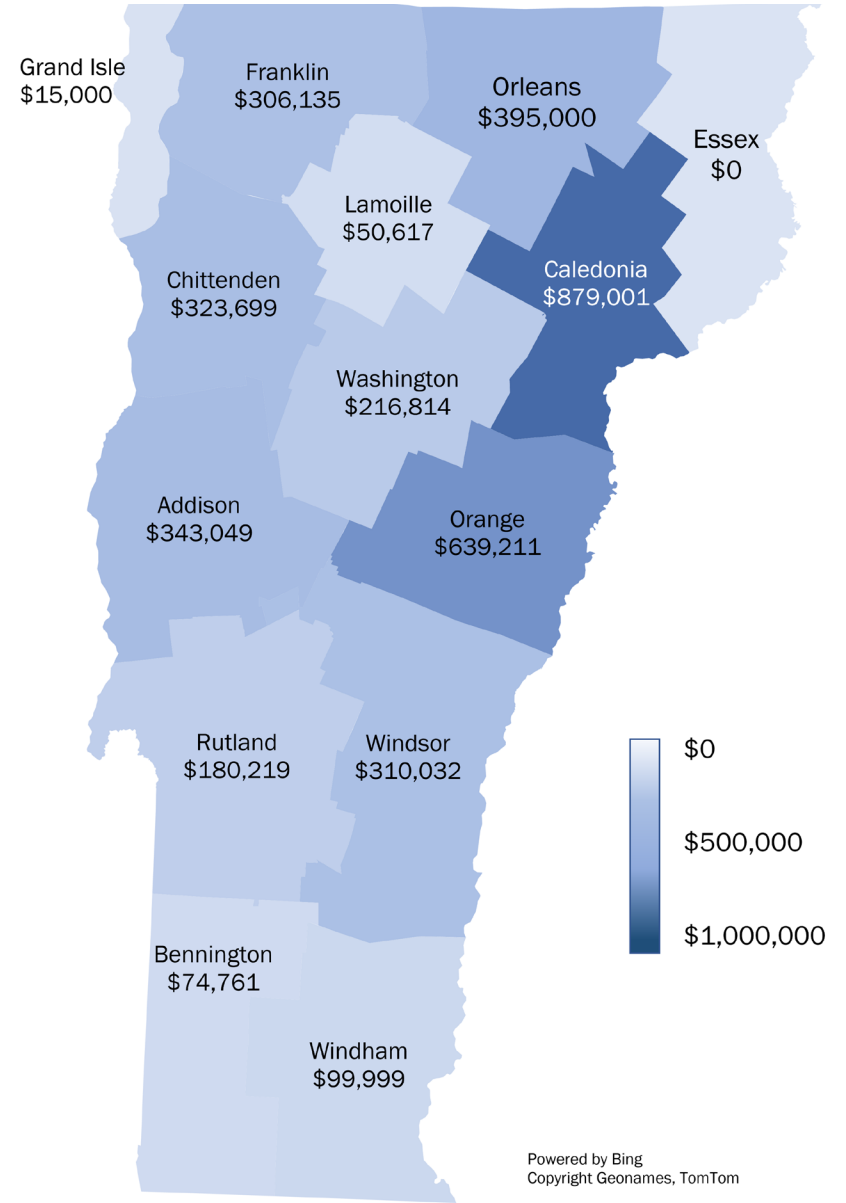 Grand Isle
$15,000
Franklin
$306,135
Orleans
$395,000
Essex
$0
Lamoille
$50,617
Chittenden
$323,699
Caledonia
$879,001
Washington
$216,814
Addison
$343,049
Orange
$639,211
Rutland
$180,219
Windsor
$310,032
$0
$500,000
$1,000,000
Bennington
$74,761
Windham
$99,999
Powered by Bing
Copyright Geonames, TomTom